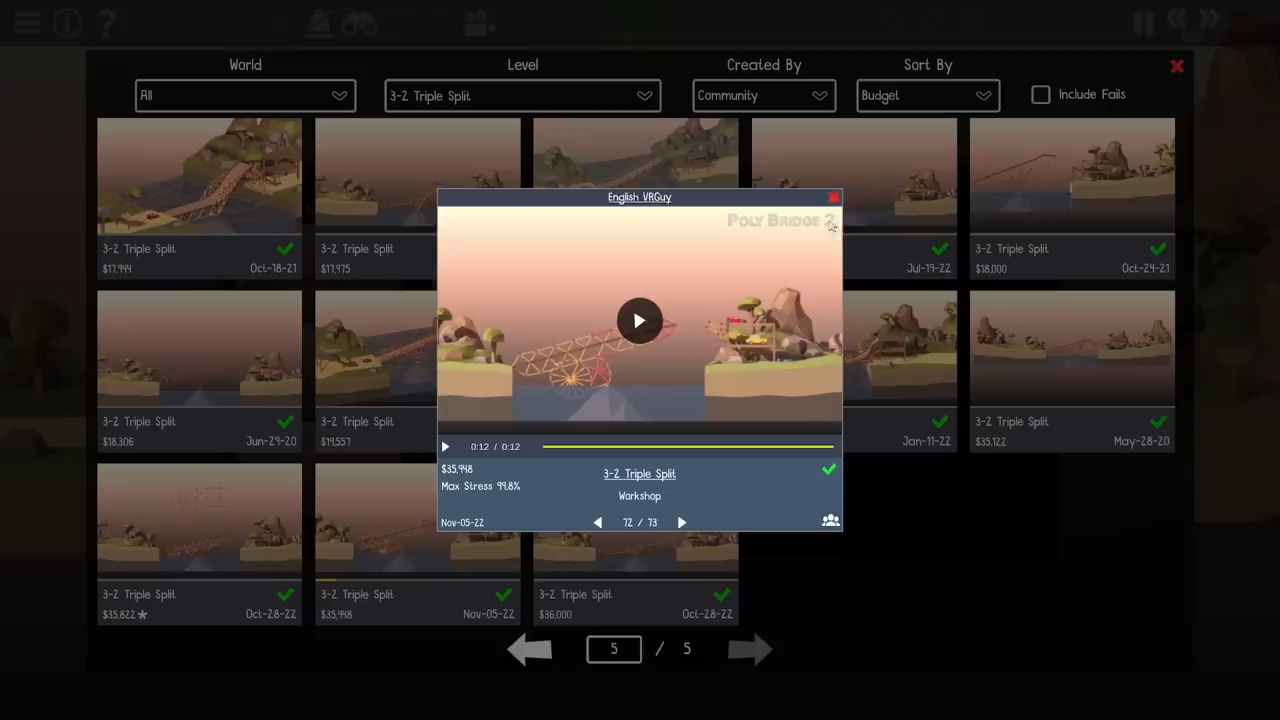 World
Level
Created By
Sort By
All
3-2 Triple Split
Community
Budget
Include Fails
3-2 Triple Split
$17,944
Oct-18-21
3-2 Triple Split
$17,975
Jul-19-22
3-2 Triple Split
$18,000
Oct-24-21
English VRGuy
POLY BRIDGE 2
3-2 Triple Split
$18,306
Jun-29-20
3-2 Triple Split
$19,557
Jan-11-22
3-2 Triple Split
$35,122
May-28-20
0:12 / 0:12
$35,948
3-2 Triple Split
Max Stress 99.8%
Workshop
Nov-05-22
72 / 73
3-2 Triple Split
$35,822*
Oct-28-22
3-2 Triple Split
$35,948
Nov-05-22
3-2 Triple Split
$36,000
Oct-28-22
5 / 5